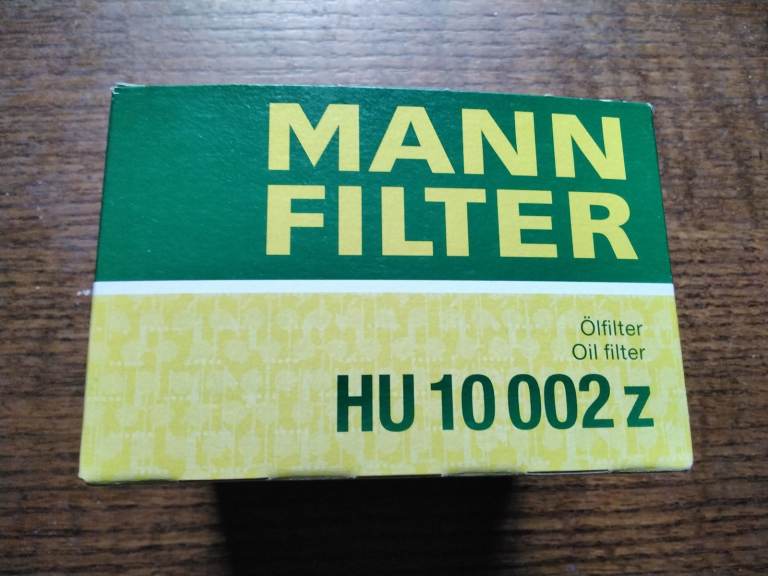 MANN
FILTER
Ölfilter
Oil filter
HU 10 002 z